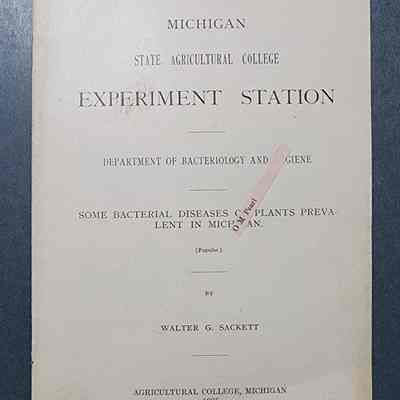 MICHIGAN
STATE AGRICULTURAL COLLEGE
EXPERIMENT STATION
DEPARTMENT OF BACTERIOLOGY AND GIENE
SOME BACTERIAL DISEASES O PLANTS PREVA-
LENT IN MICH AN.
(Popular.)
BY
WALTER G. SACKETT
AGRICULTURAL COLLEGE, MICHIGAN